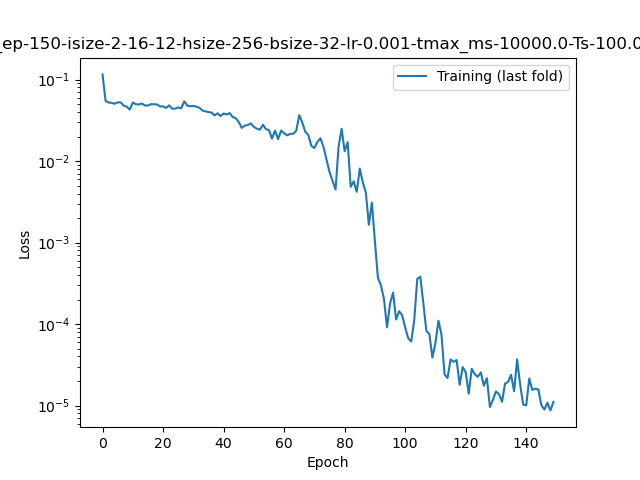 _ep-150-isize-2-16-12-hsize-256-bsize-32-lr-0.001-tmax_ms-10000.0-Ts-100.0
Training (last fold)
Loss
10⁻¹
10⁻²
10⁻³
10⁻⁴
10⁻⁵
0 20 40 60 80 100 120 140
Epoch